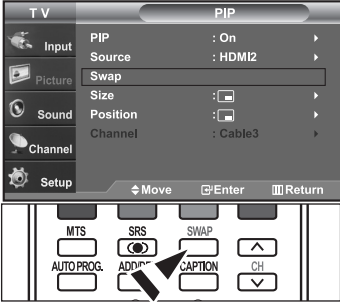 TV PIP
Input
Picture
Sound
Channel
Setup
PIP : On
Source : HDMI2
Swap
Size :
Position :
Channel : Cable3
Move Enter Return
MTS SRS SWAP
AUTO PROG. CAPTION CH